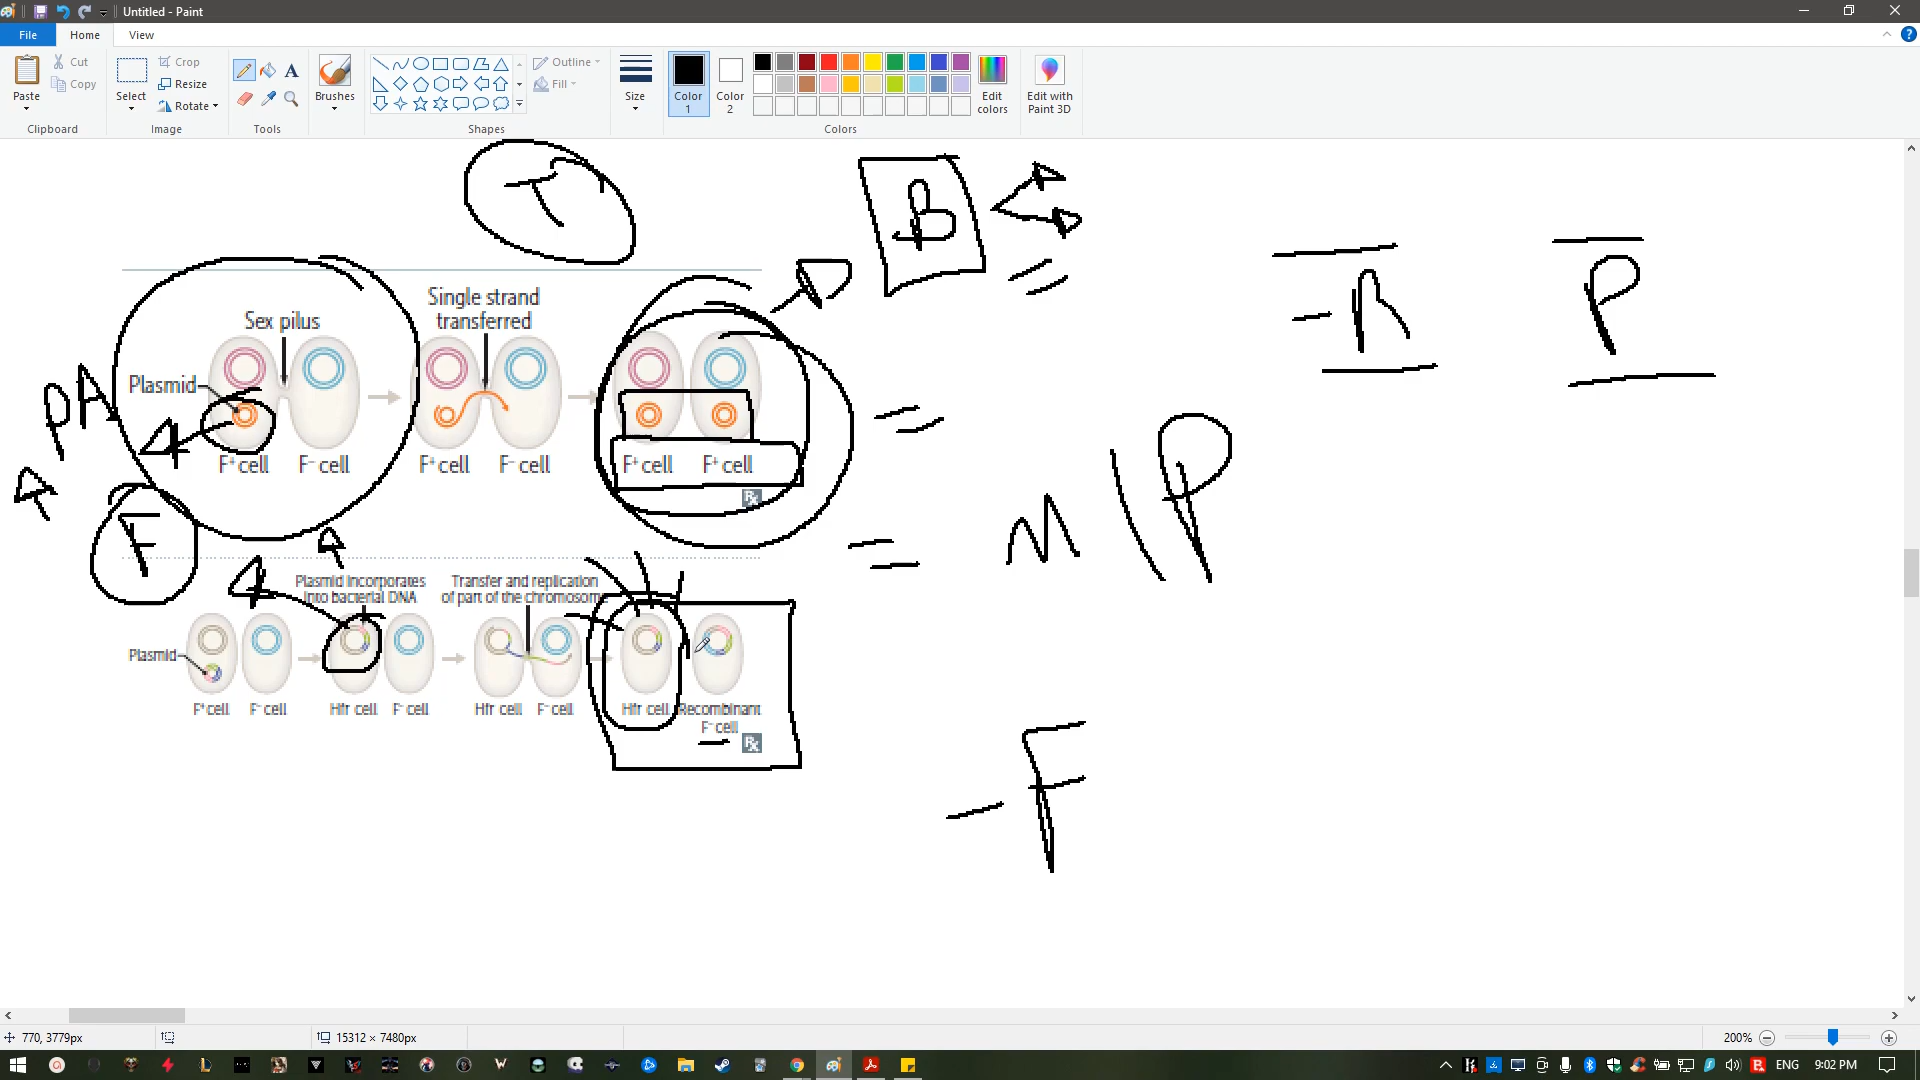 Untitled - Paint
File Home View
Paste
Cut
Copy
Clipboard
Select
Crop
Resize
Rotate
Image
Tools
Brushes
Shapes
Outline
Fill
Size
Color 1
Color 2
Edit colors
Edit with Paint 3D
Colors
T
B
R P
Sex pilus
Single strand
transferred
Plasmid
PA
F⁺ cell F⁻ cell F⁺ cell F⁻ cell F⁺ cell F⁺ cell
Rx
F
M P
Plasmid incorporates
into bacterial DNA
Transfer and replication
of part of the chromosome
Plasmid
F⁺ cell F⁻ cell Hfr cell F⁻ cell Hfr cell F⁻ cell Hfr cell Recombinant
F⁻ cell
Rx
- F
770, 3779px
15312 × 7480px
200%
ENG 9:02 PM